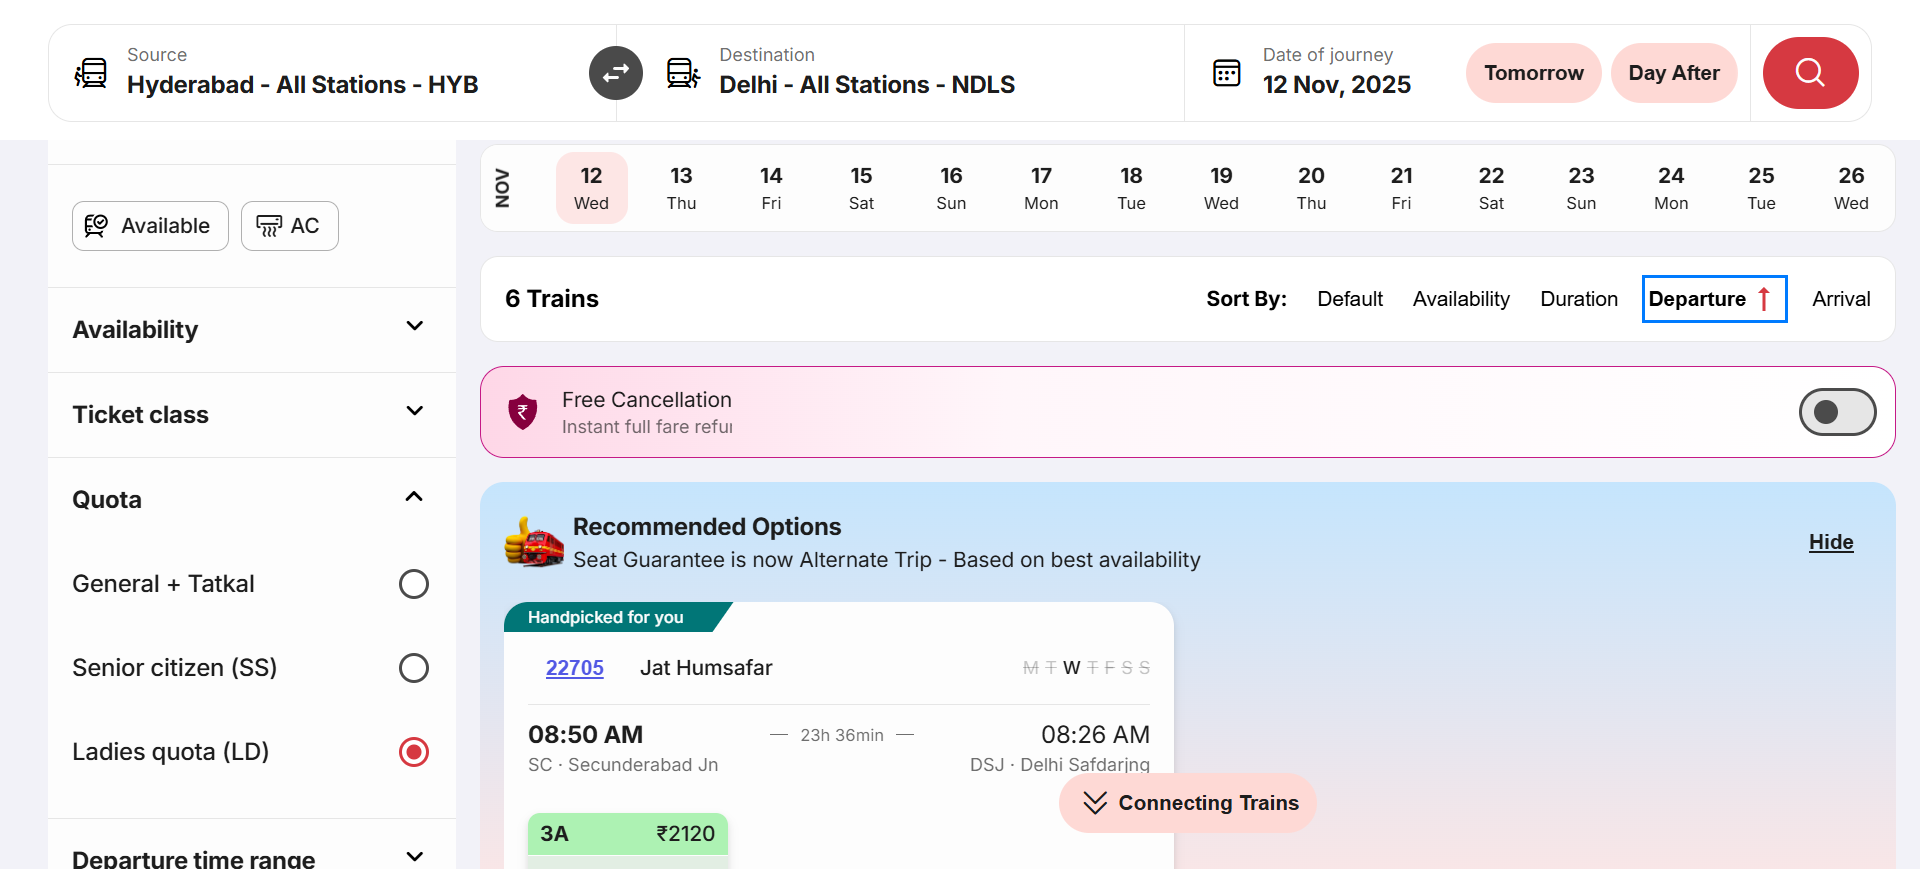 Source
Hyderabad - All Stations - HYB
Destination
Delhi - All Stations - NDLS
Date of journey
12 Nov, 2025
Tomorrow
Day After
NOV
12 Wed
13 Thu
14 Fri
15 Sat
16 Sun
17 Mon
18 Tue
19 Wed
20 Thu
21 Fri
22 Sat
23 Sun
24 Mon
25 Tue
26 Wed
Available
AC
Availability
Ticket class
Quota
General + Tatkal
Senior citizen (SS)
Ladies quota (LD)
Departure time range
6 Trains
Sort By: Default Availability Duration Departure Arrival
Free Cancellation
Instant full fare refu
Recommended Options
Seat Guarantee is now Alternate Trip - Based on best availability
Hide
Handpicked for you
22705 Jat Humsafar M T W T F S S
08:50 AM — 23h 36min — 08:26 AM
SC · Secunderabad Jn DSJ · Delhi Safdarjng
Connecting Trains
3A ₹2120